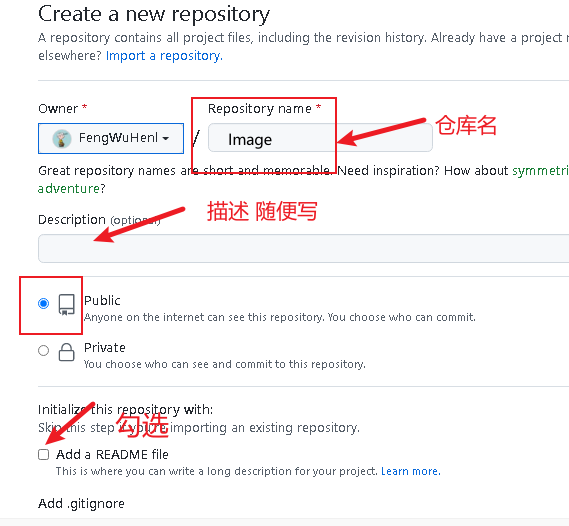 Create a new repository
A repository contains all project files, including the revision history. Already have a project r
elsewhere? Import a repository.
Owner * Repository name *
FengWuHenl / Image 仓库名
Great repository names are short and memorable. Need inspiration? How about symmetri
adventure?
Description (optional) 描述 随便写
Public
Anyone on the internet can see this repository. You choose who can commit.
Private
You choose who can see and commit to this repository.
Initialize this repository with:
勾选
Skip this step if you're importing an existing repository.
Add a README file
This is where you can write a long description for your project. Learn more.
Add .gitignore